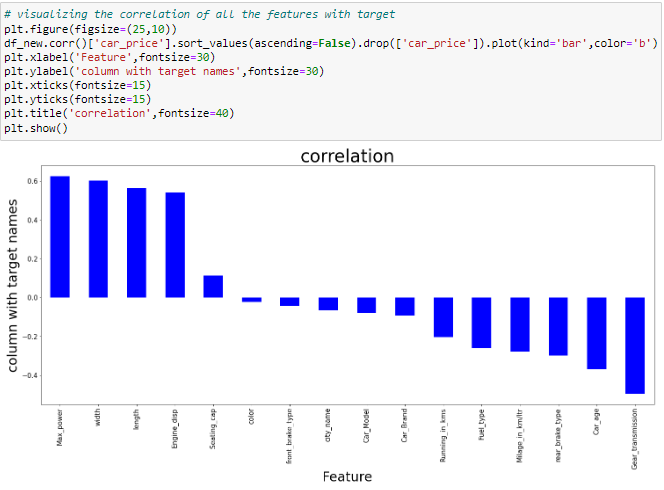 # visualizing the correlation of all the features with target
plt.figure(figsize=(25,10))
df_new.corr()['car_price'].sort_values(ascending=False).drop(['car_price']).plot(kind='bar',color='b')
plt.xlabel('Feature',fontsize=30)
plt.ylabel('column with target names',fontsize=30)
plt.xticks(fontsize=15)
plt.yticks(fontsize=15)
plt.title('correlation',fontsize=40)
plt.show()
correlation
column with target names
0.6
0.4
0.2
0.0
−0.2
−0.4
Max_power
width
length
Engine_disp
Seating_cap
color
front_brake_type
city_name
Car_Model
Car_Brand
Running_in_kms
Fuel_type
Milage_in_km/ltr
rear_brake_type
Car_age
Gear_transmission
Feature